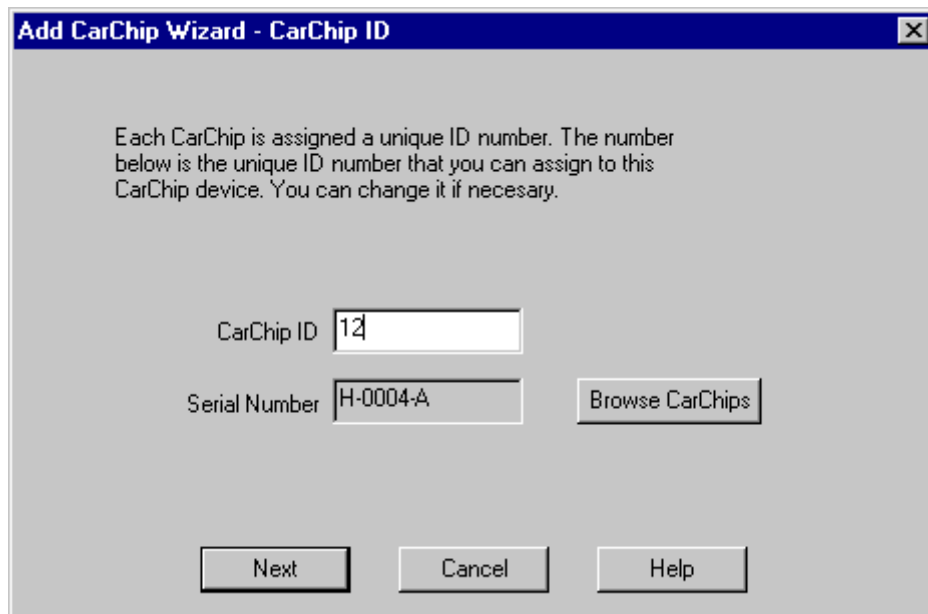 Add CarChip Wizard - CarChip ID
Each CarChip is assigned a unique ID number. The number
below is the unique ID number that you can assign to this
CarChip device. You can change it if necesary.
CarChip ID 12
Serial Number H-0004-A Browse CarChips
Next Cancel Help